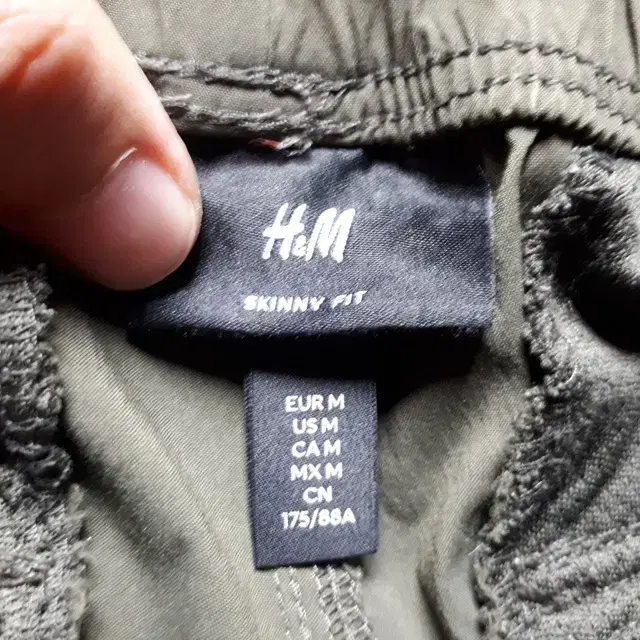 H&M
SKINNY FIT
EUR M
US M
CA M
MX M
CN
175/88A